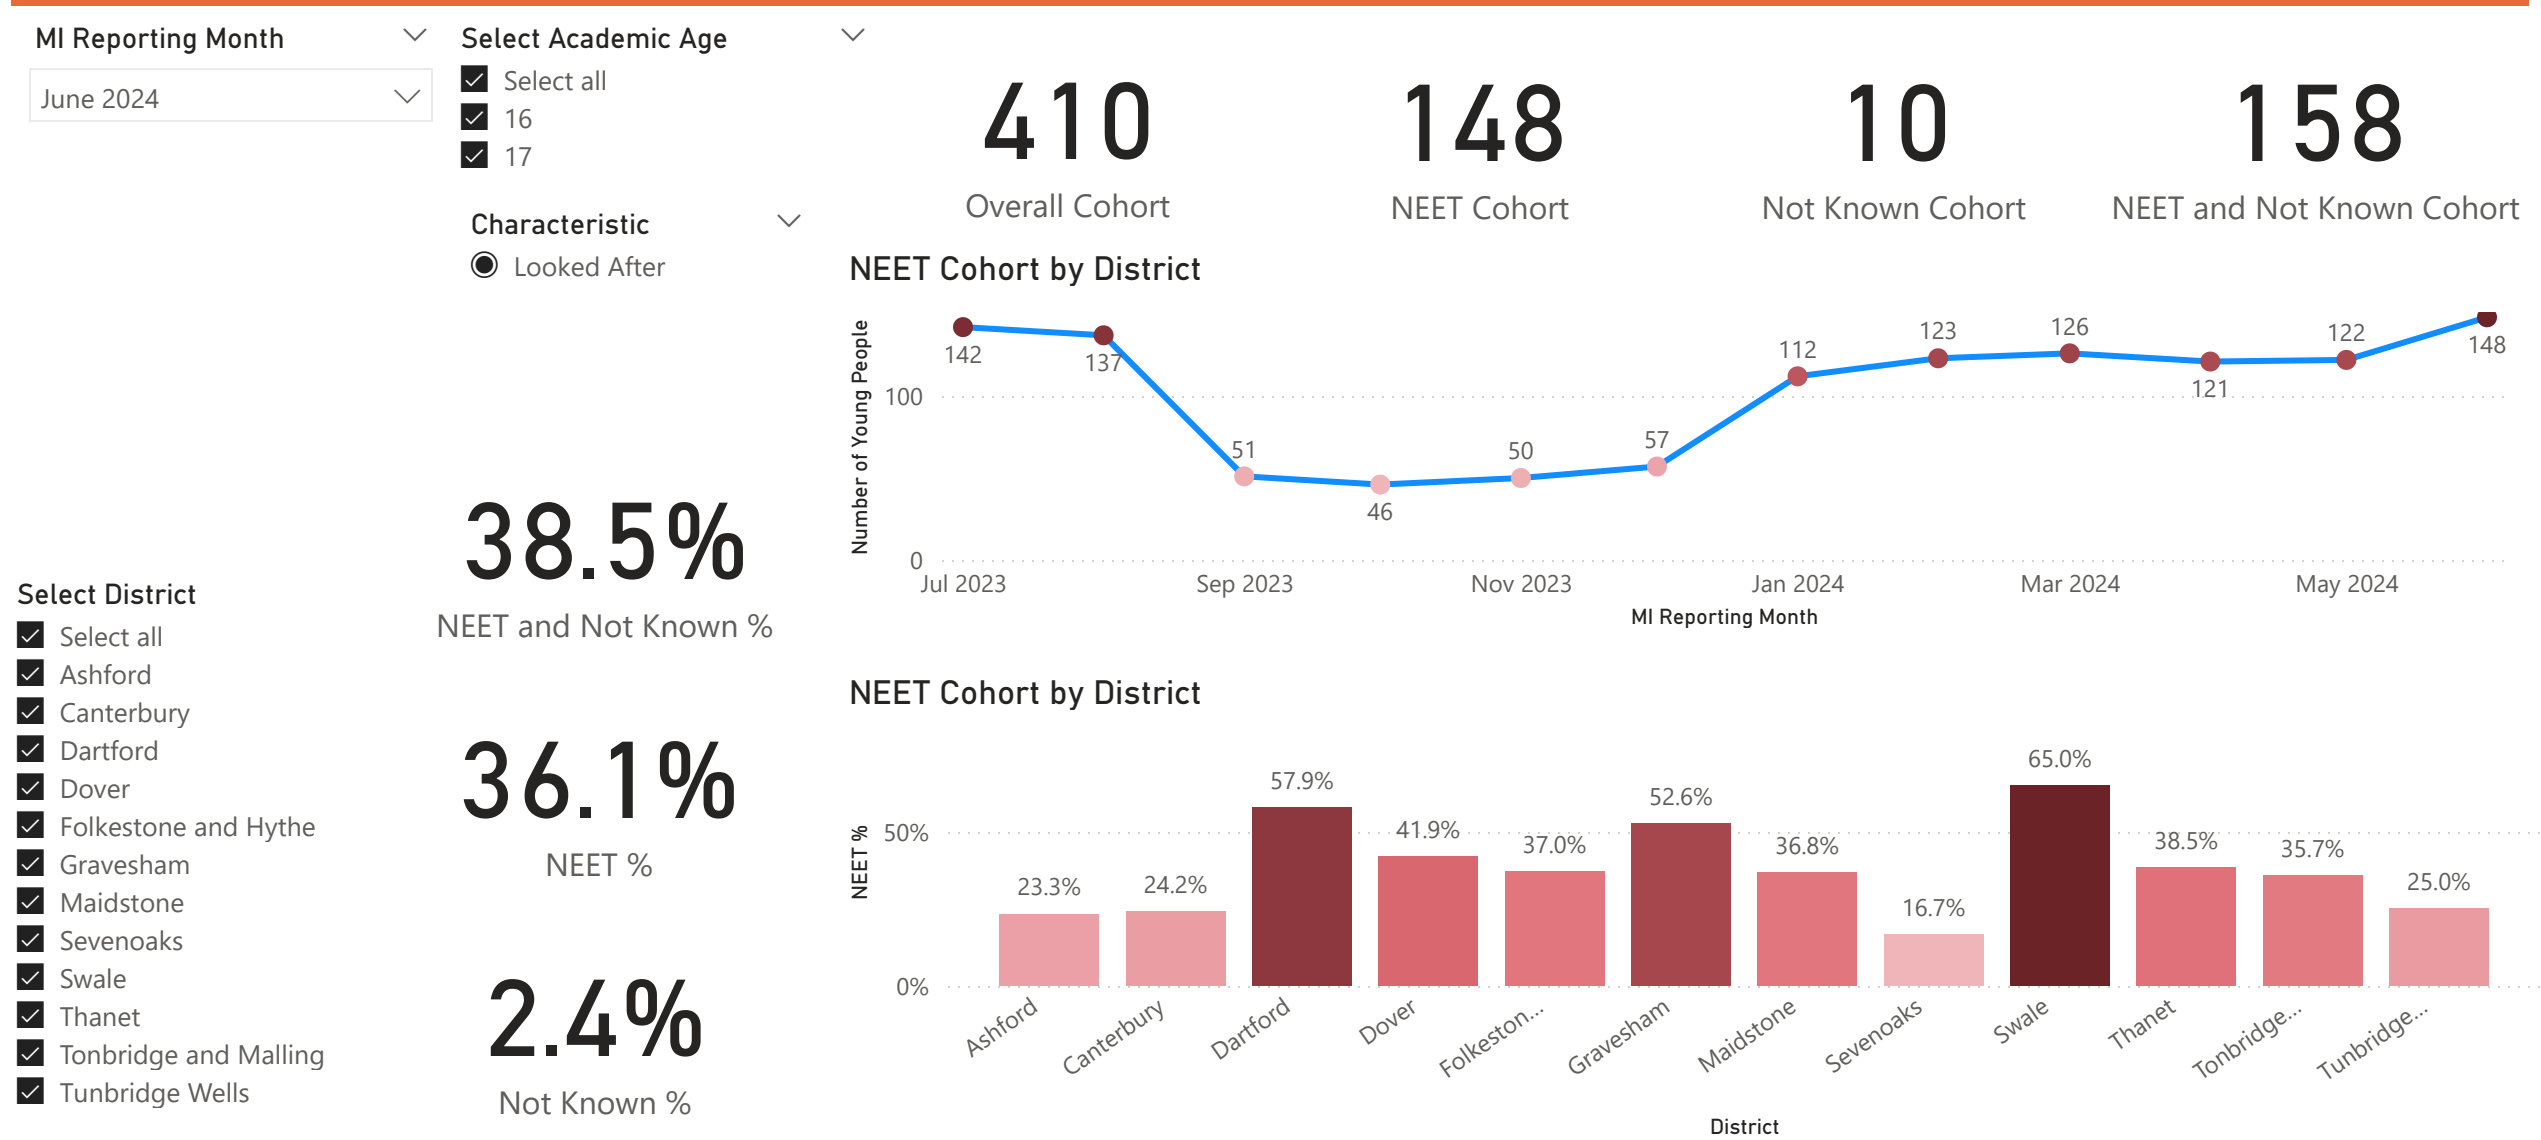 MI Reporting Month
June 2024
Select Academic Age
Select all
16
17
Characteristic
Looked After
410
Overall Cohort
148
NEET Cohort
10
Not Known Cohort
158
NEET and Not Known Cohort
NEET Cohort by District
Number of Young People
100
0
142
137
51
46
50
57
112
123
126
121
122
148
Jul 2023
Sep 2023
Nov 2023
Jan 2024
Mar 2024
May 2024
MI Reporting Month
38.5%
NEET and Not Known %
36.1%
NEET %
2.4%
Not Known %
Select District
Select all
Ashford
Canterbury
Dartford
Dover
Folkestone and Hythe
Gravesham
Maidstone
Sevenoaks
Swale
Thanet
Tonbridge and Malling
Tunbridge Wells
NEET Cohort by District
NEET %
50%
0%
23.3%
24.2%
57.9%
41.9%
37.0%
52.6%
36.8%
16.7%
65.0%
38.5%
35.7%
25.0%
Ashford
Canterbury
Dartford
Dover
Folkeston...
Gravesham
Maidstone
Sevenoaks
Swale
Thanet
Tonbridge...
Tunbridge...
District